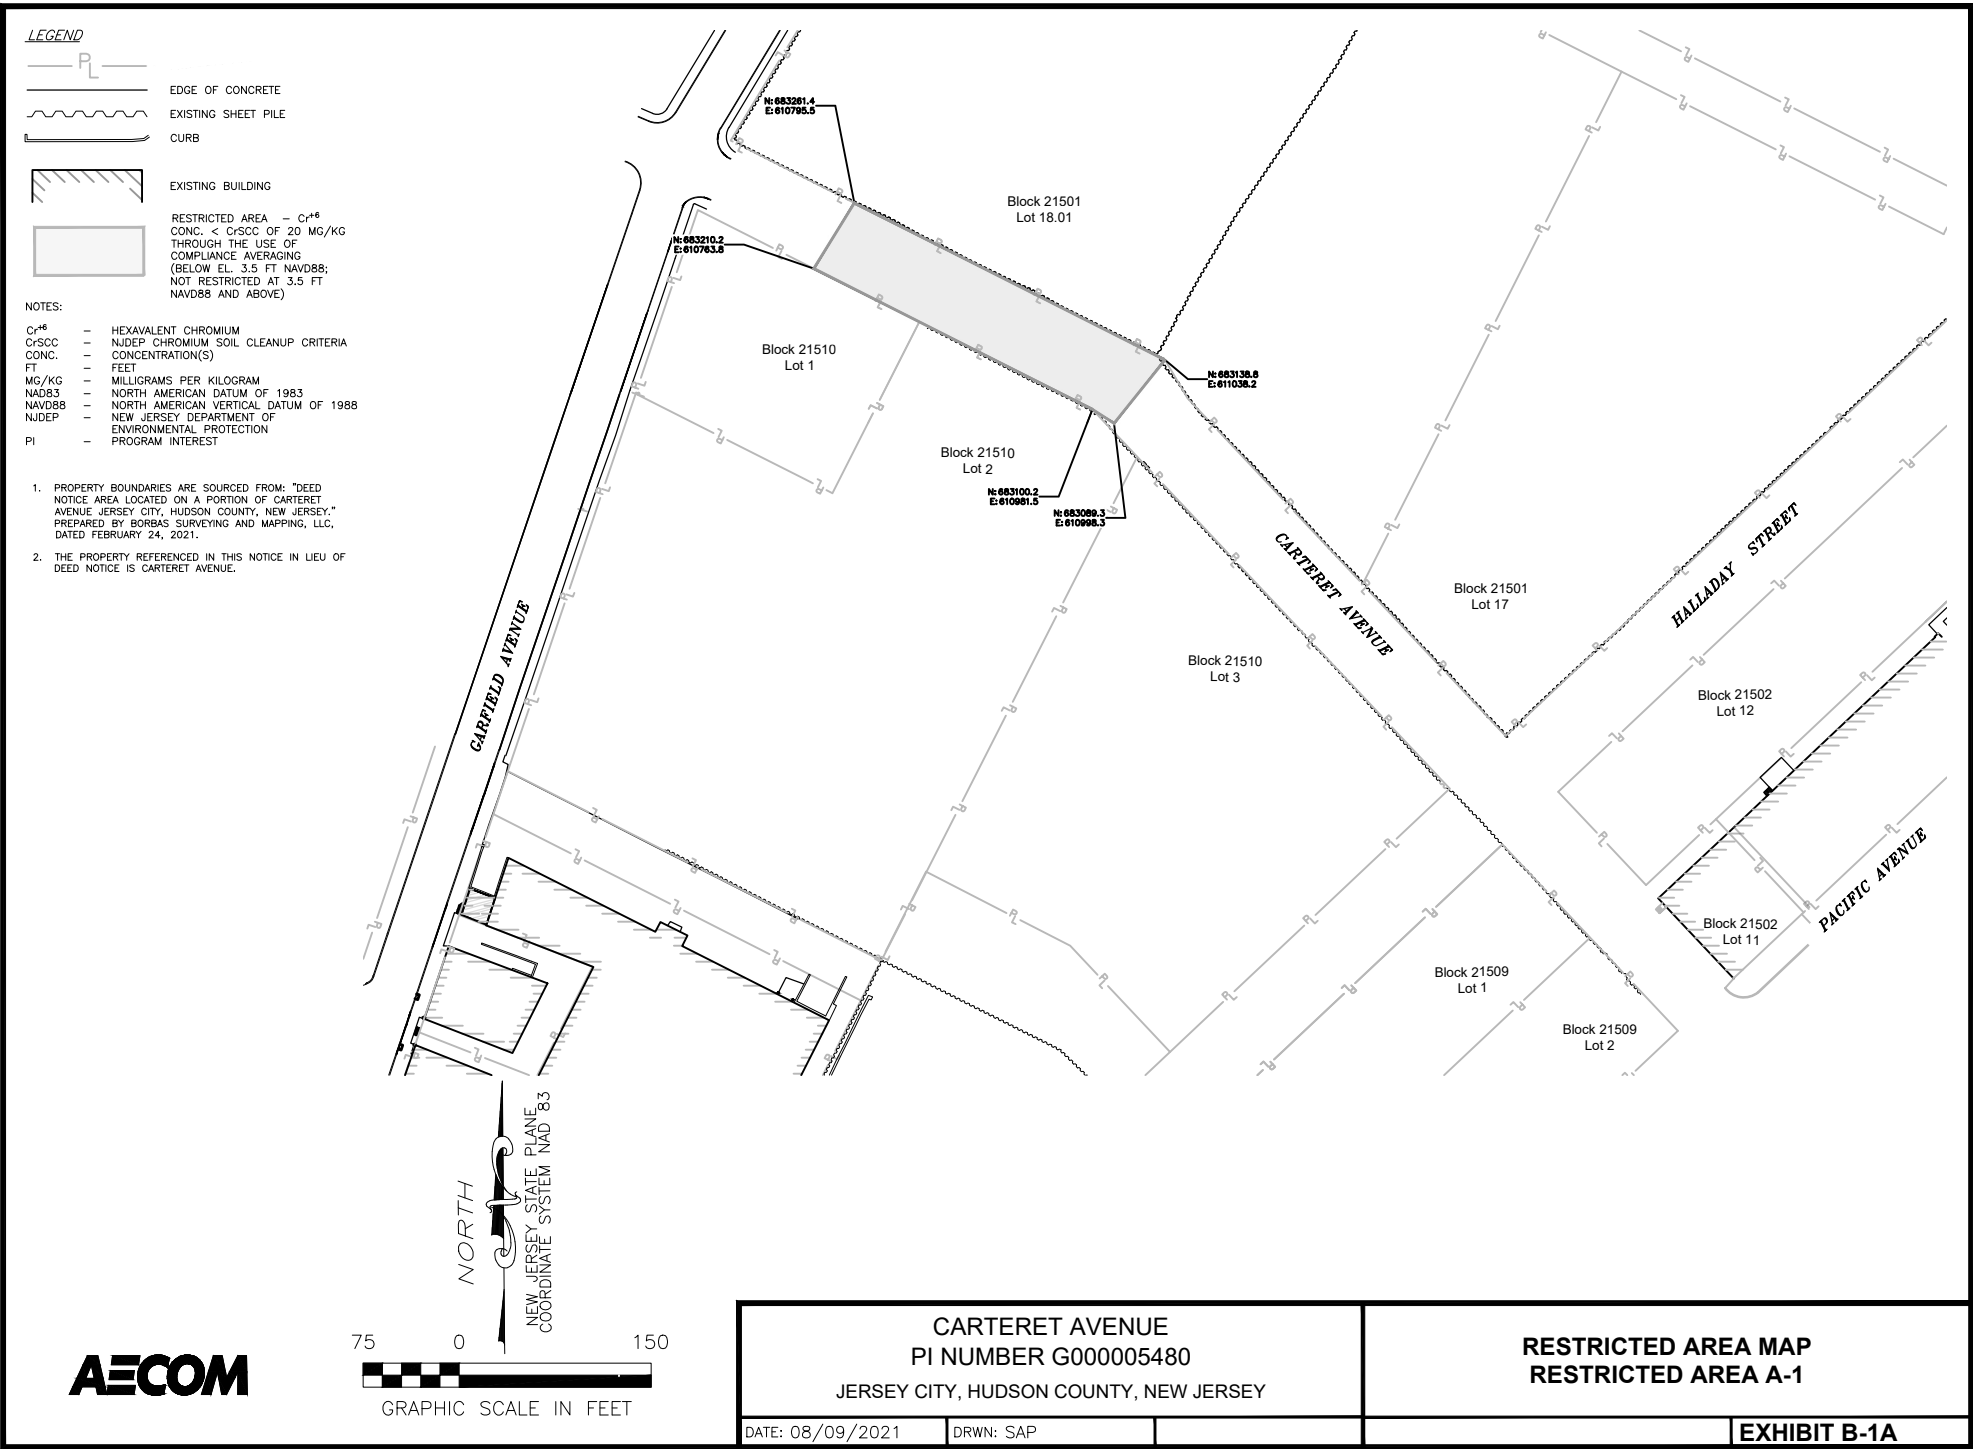 LEGEND
PL
EDGE OF CONCRETE
EXISTING SHEET PILE
CURB
EXISTING BUILDING
RESTRICTED AREA – Cr+6
CONC. < CrSCC OF 20 MG/KG
THROUGH THE USE OF
COMPLIANCE AVERAGING
(BELOW EL. 3.5 FT NAVD88;
NOT RESTRICTED AT 3.5 FT
NAVD88 AND ABOVE)
NOTES:
Cr+6 – HEXAVALENT CHROMIUM
CrSCC – NJDEP CHROMIUM SOIL CLEANUP CRITERIA
CONC. – CONCENTRATION(S)
FT – FEET
MG/KG – MILLIGRAMS PER KILOGRAM
NAD83 – NORTH AMERICAN DATUM OF 1983
NAVD88 – NORTH AMERICAN VERTICAL DATUM OF 1988
NJDEP – NEW JERSEY DEPARTMENT OF
ENVIRONMENTAL PROTECTION
PI – PROGRAM INTEREST
1. PROPERTY BOUNDARIES ARE SOURCED FROM: "DEED
NOTICE AREA LOCATED ON A PORTION OF CARTERET
AVENUE JERSEY CITY, HUDSON COUNTY, NEW JERSEY."
PREPARED BY BORBAS SURVEYING AND MAPPING, LLC,
DATED FEBRUARY 24, 2021.
2. THE PROPERTY REFERENCED IN THIS NOTICE IN LIEU OF
DEED NOTICE IS CARTERET AVENUE.
N: 683261.4
E: 610795.5
N: 683210.2
E: 610763.8
Block 21501
Lot 18.01
Block 21510
Lot 1
N: 683138.8
E: 611038.2
Block 21510
Lot 2
N: 683100.2
E: 610981.5
N: 683089.3
E: 610998.3
CARTERET AVENUE
HALLADAY STREET
Block 21501
Lot 17
GARFIELD AVENUE
Block 21510
Lot 3
Block 21502
Lot 12
PACIFIC AVENUE
Block 21502
Lot 11
Block 21509
Lot 1
Block 21509
Lot 2
NORTH
NEW JERSEY STATE PLANE
COORDINATE SYSTEM NAD 83
75 0 150
GRAPHIC SCALE IN FEET
AECOM
CARTERET AVENUE
PI NUMBER G000005480
JERSEY CITY, HUDSON COUNTY, NEW JERSEY
DATE: 08/09/2021
DRWN: SAP
RESTRICTED AREA MAP
RESTRICTED AREA A-1
EXHIBIT B-1A